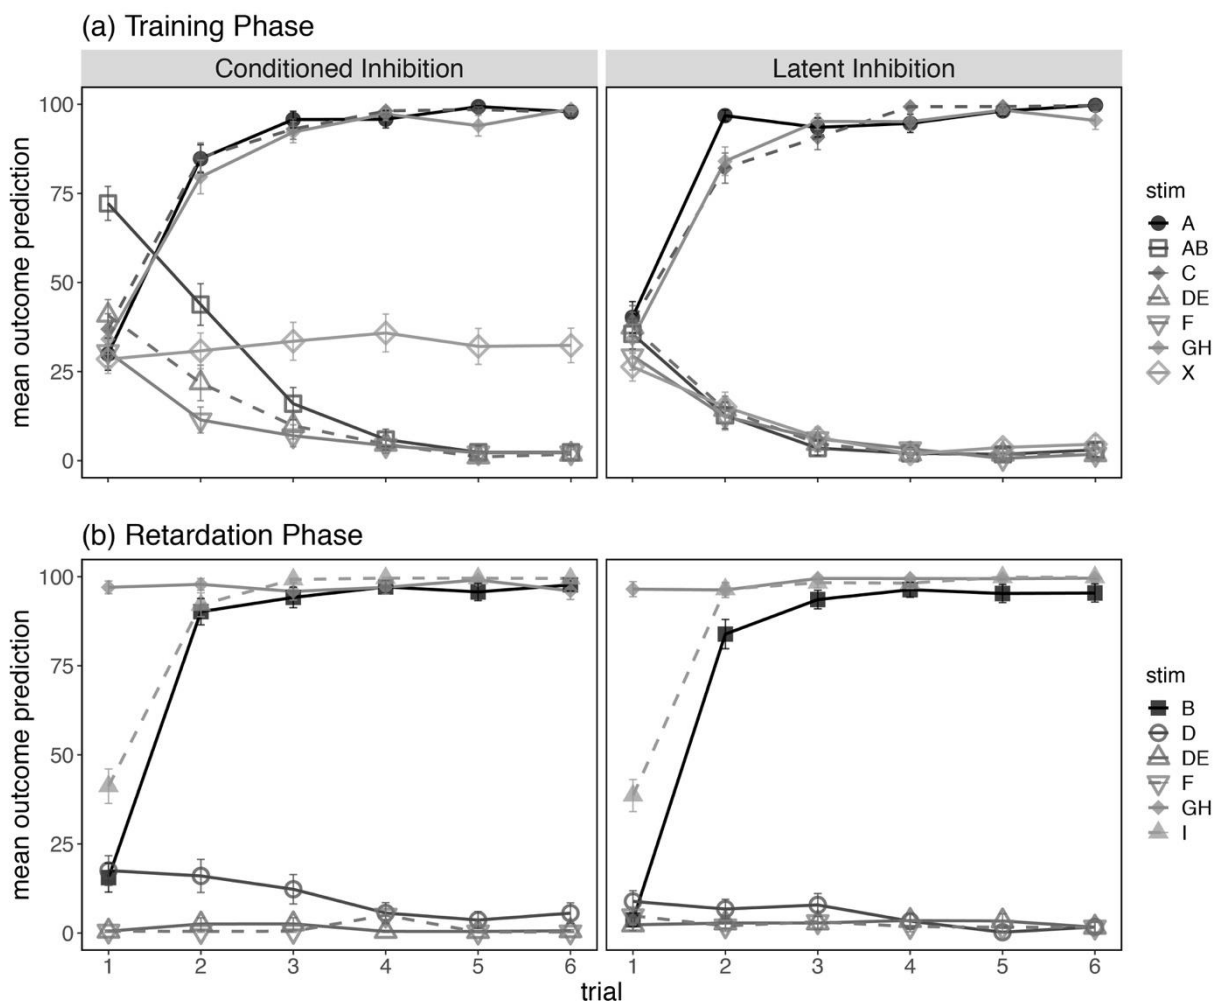 (a) Training Phase
Conditioned Inhibition
Latent Inhibition
mean outcome prediction
100
75
50
25
0
stim
A
AB
C
DE
F
GH
X
(b) Retardation Phase
mean outcome prediction
100
75
50
25
0
1 2 3 4 5 6
1 2 3 4 5 6
trial
stim
B
D
DE
F
GH
I